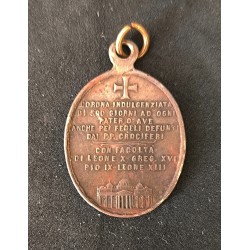 CORONA INDULGENZIATA
DI 500 GIORNI AD OGNI
PATER O AVE
ANCHE PEI FEDELI DEFUNTI
DAI PP. CROCIFERI
CON FACOLTA
DI LEONE X-GREG. XVI
PIO IX-LEONE XIII